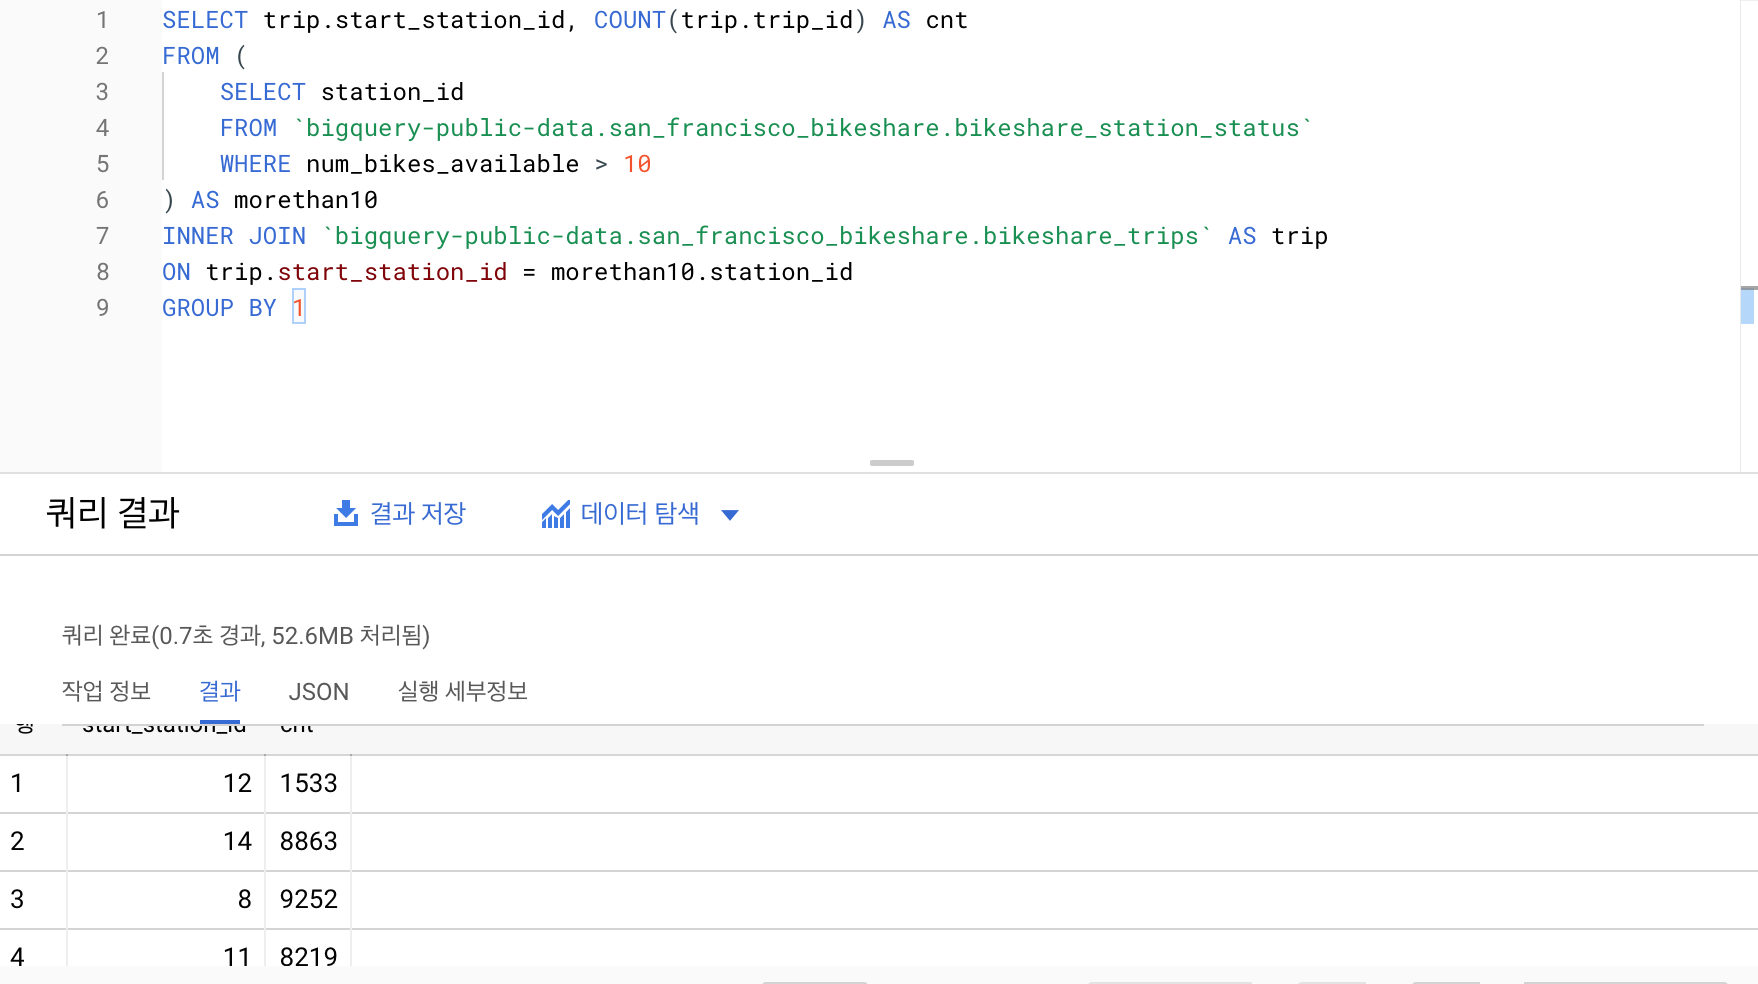 1 SELECT trip.start_station_id, COUNT(trip.trip_id) AS cnt
2 FROM (
3 SELECT station_id
4 FROM `bigquery-public-data.san_francisco_bikeshare.bikeshare_station_status`
5 WHERE num_bikes_available > 10
6 ) AS morethan10
7 INNER JOIN `bigquery-public-data.san_francisco_bikeshare.bikeshare_trips` AS trip
8 ON trip.start_station_id = morethan10.station_id
9 GROUP BY 1
쿼리 결과 결과 저장 데이터 탐색
쿼리 완료(0.7초 경과, 52.6MB 처리됨)
작업 정보 결과 JSON 실행 세부정보
행 start_station_id cnt
1 12 1533
2 14 8863
3 8 9252
4 11 8219